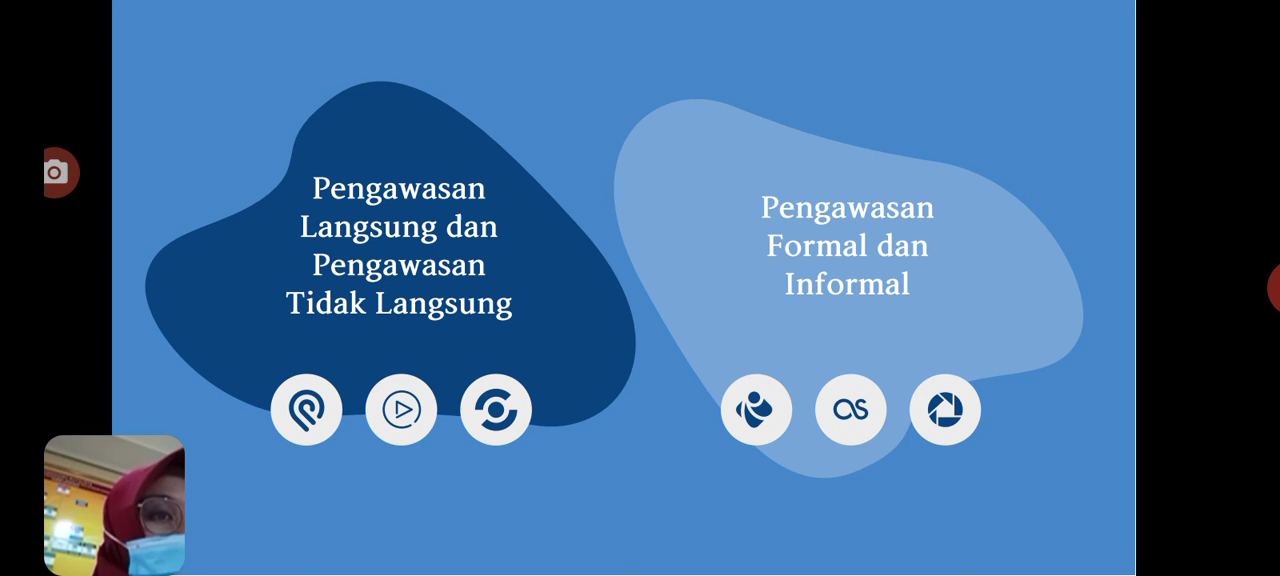 Pengawasan
Langsung dan
Pengawasan
Tidak Langsung
Pengawasan
Formal dan
Informal